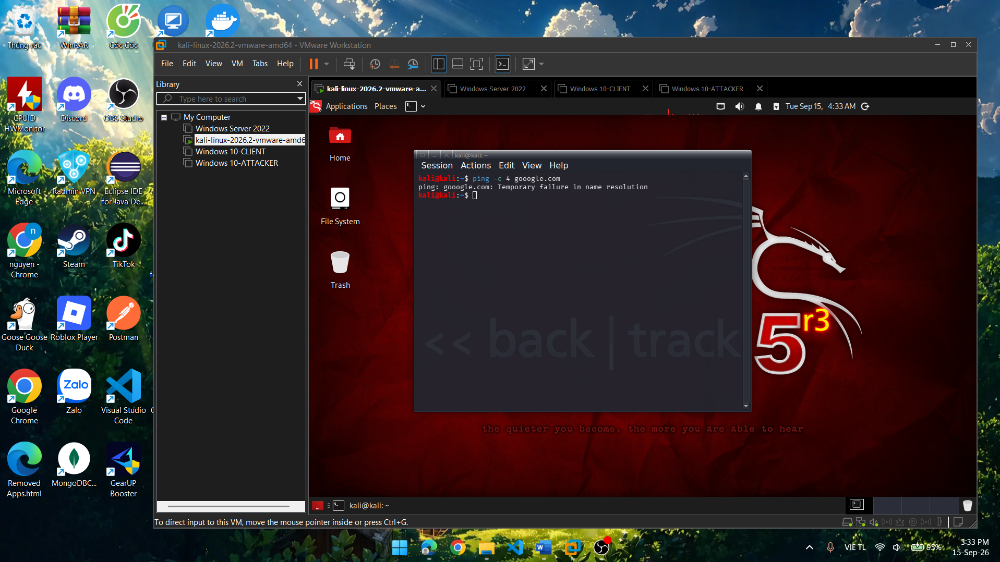 Thùng rác
WinRAR
Cốc Cốc
CPUID
HWMonitor
Discord
OBS Studio
Microsoft
Edge
Radmin VPN
Eclipse IDE
for Java De...
n
nguyen -
Chrome
Steam
TikTok
Goose Goose
Duck
Roblox Player
Postman
Google
Chrome
Zalo
Zalo
Visual Studio
Code
Removed
Apps.html
MongoDBC...
GearUP
Booster
kali-linux-2026.2-vmware-amd64 - VMware Workstation
File Edit View VM Tabs Help
Library
Type here to search
My Computer
Windows Server 2022
kali-linux-2026.2-vmware-amd6
Windows 10-CLIENT
Windows 10-ATTACKER
kali-linux-2026.2-vmware-a...
Windows Server 2022
Windows 10-CLIENT
Windows 10-ATTACKER
Applications Places
Tue Sep 15, 4:33 AM
Home
File System
Trash
kali@kali: ~
Session Actions Edit View Help
kali@kali:~$ ping -c 4 gooogle.com
ping: gooogle.com: Temporary failure in name resolution
kali@kali:~$
<< back | track
5 r3
the quieter you become, the more you are able to hear
kali@kali: ~
To direct input to this VM, move the mouse pointer inside or press Ctrl+G.
VIE TL
95%
3:33 PM
15-Sep-26